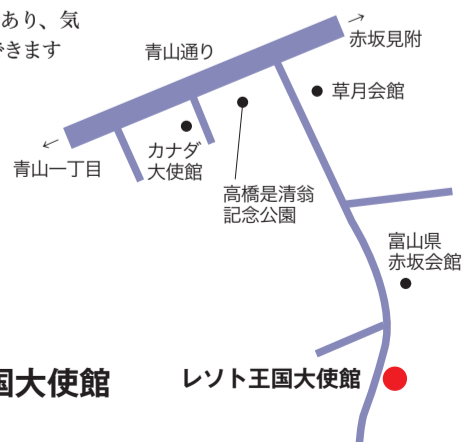 あり、気
できます
→
赤坂見附
青山通り
草月会館
←
青山一丁目
カナダ
大使館
高橋是清翁
記念公園
富山県
赤坂会館
国大使館
レソト王国大使館